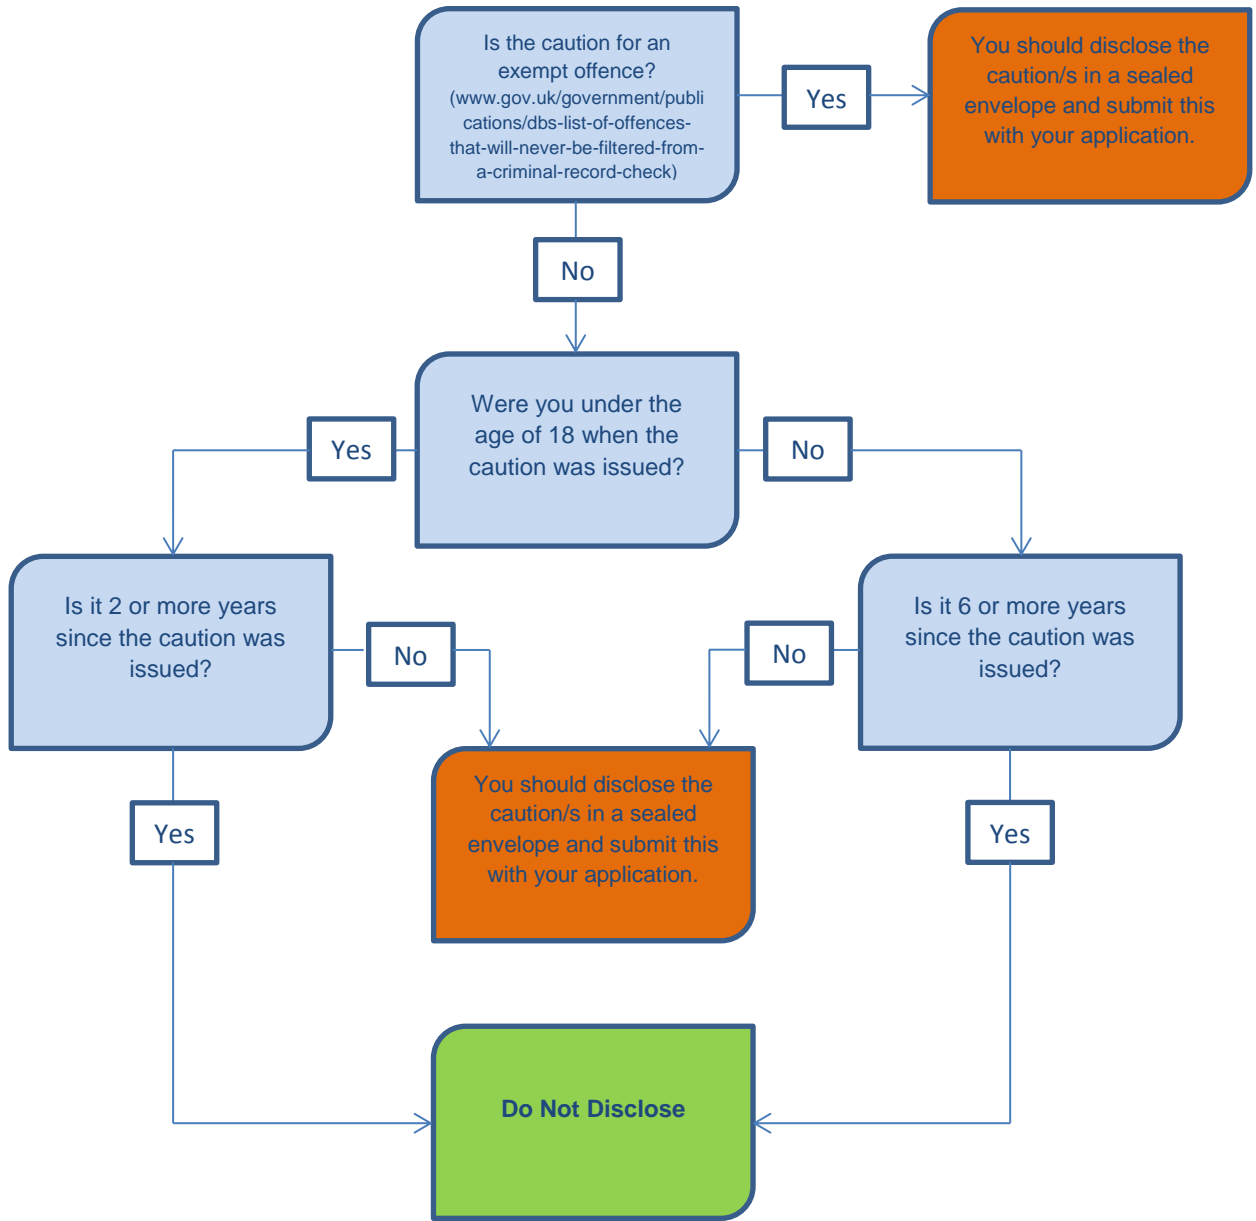 Is the caution for an
exempt offence?
(www.gov.uk/government/publi
cations/dbs-list-of-offences-
that-will-never-be-filtered-from-
a-criminal-record-check)
Yes
You should disclose the
caution/s in a sealed
envelope and submit this
with your application.
No
Were you under the
age of 18 when the
caution was issued?
Yes
No
Is it 2 or more years
since the caution was
issued?
No
Is it 6 or more years
since the caution was
issued?
No
You should disclose the
caution/s in a sealed
envelope and submit this
with your application.
Yes
Yes
Do Not Disclose